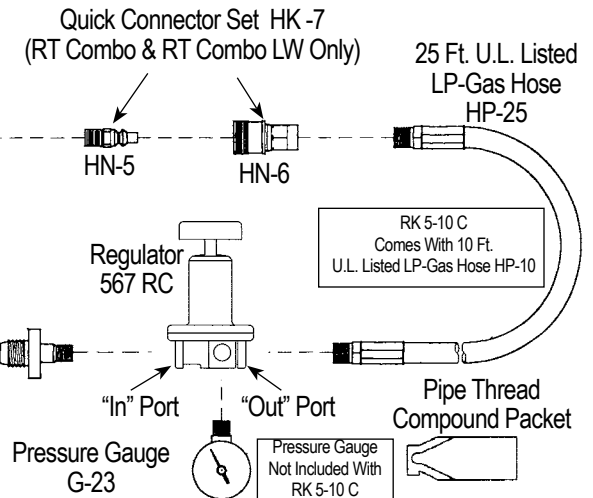 Quick Connector Set HK -7
(RT Combo & RT Combo LW Only)
25 Ft. U.L. Listed
LP-Gas Hose
HP-25
HN-5
HN-6
RK 5-10 C
Comes With 10 Ft.
U.L. Listed LP-Gas Hose HP-10
Regulator
567 RC
“In” Port
“Out” Port
Pipe Thread
Compound Packet
Pressure Gauge
G-23
Pressure Gauge
Not Included With
RK 5-10 C